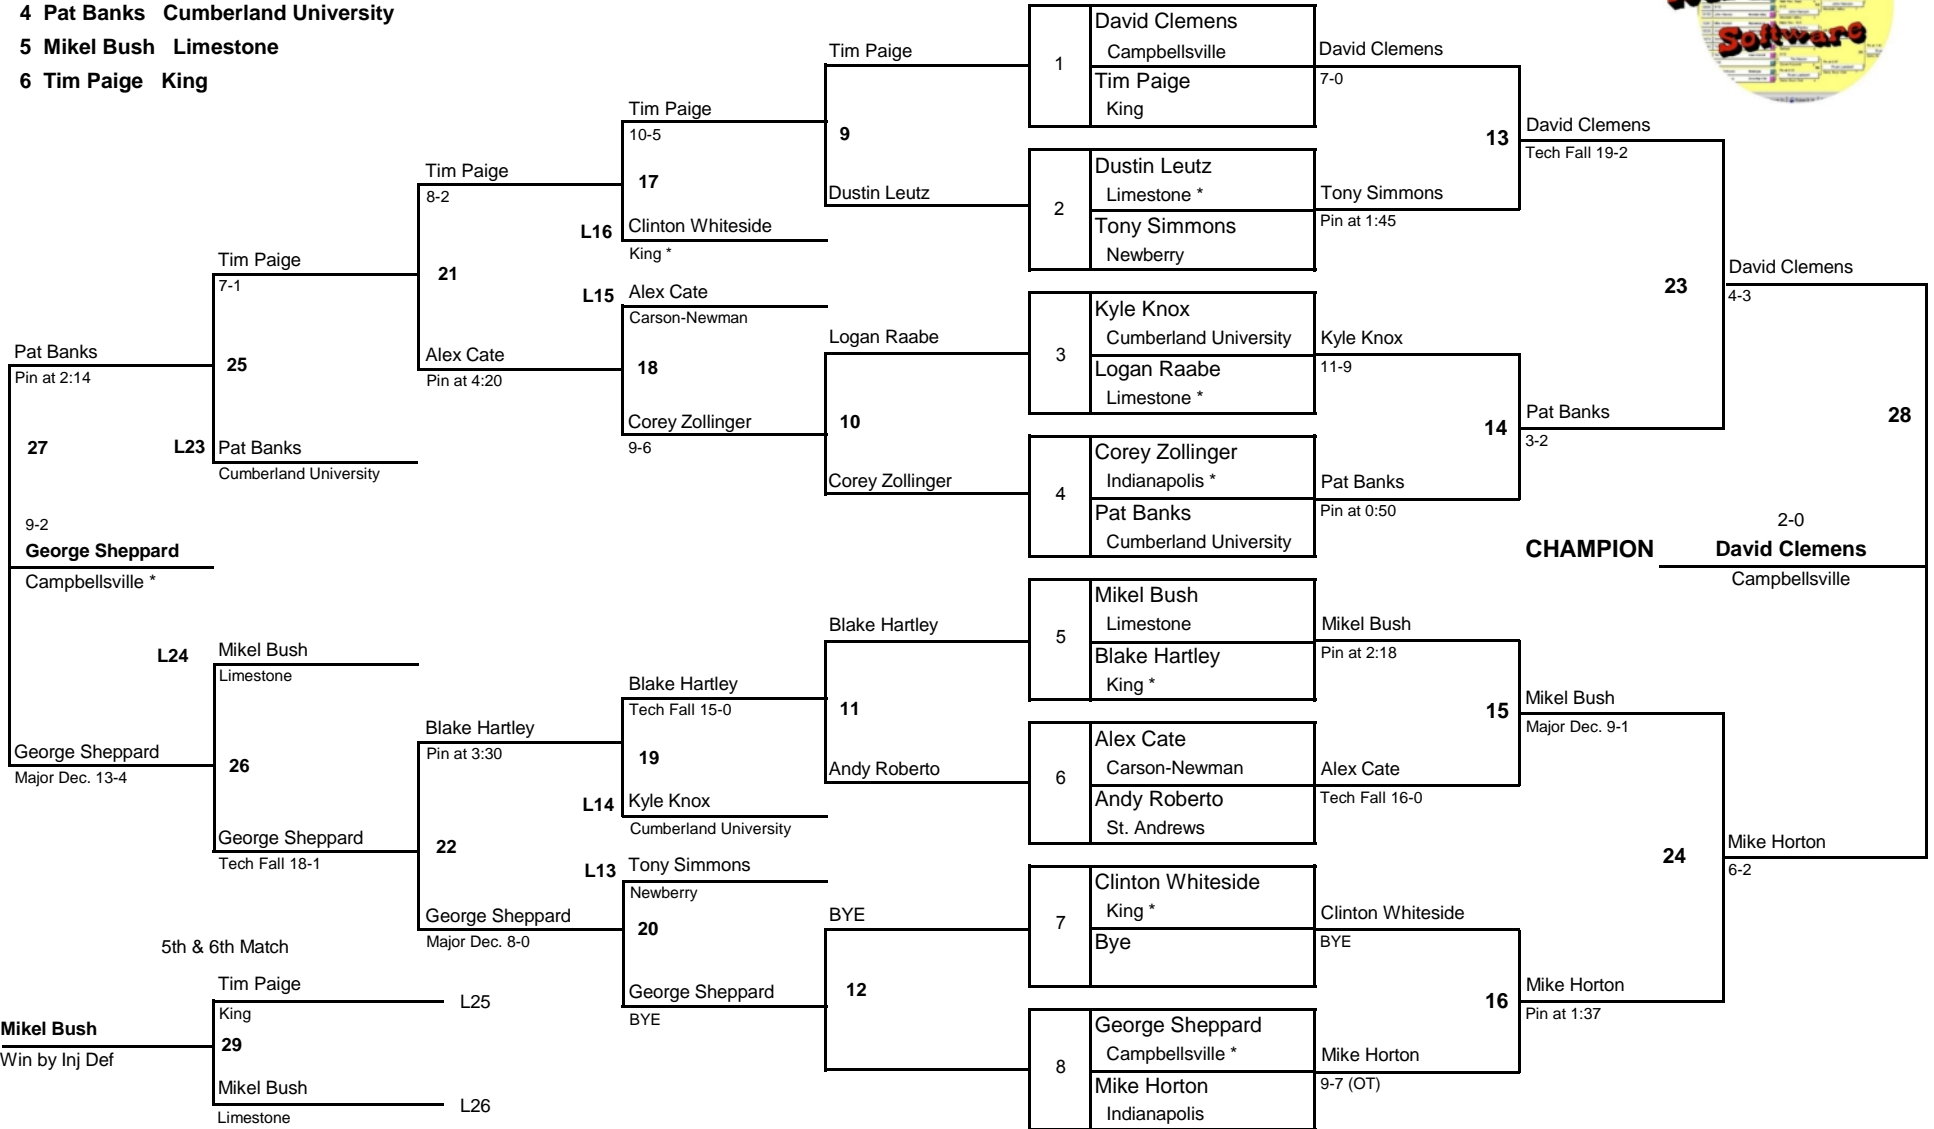 4 Pat Banks Cumberland University
5 Mikel Bush Limestone
6 Tim Paige King
Software
1
David Clemens
Campbellsville
Tim Paige
King
2
Dustin Leutz
Limestone *
Tony Simmons
Newberry
3
Kyle Knox
Cumberland University
Logan Raabe
Limestone *
4
Corey Zollinger
Indianapolis *
Pat Banks
Cumberland University
5
Mikel Bush
Limestone
Blake Hartley
King *
6
Alex Cate
Carson-Newman
Andy Roberto
St. Andrews
7
Clinton Whiteside
King *
Bye
8
George Sheppard
Campbellsville *
Mike Horton
Indianapolis
David Clemens
7-0
Tony Simmons
Pin at 1:45
Kyle Knox
11-9
Pat Banks
Pin at 0:50
Mikel Bush
Pin at 2:18
Alex Cate
Tech Fall 16-0
Clinton Whiteside
BYE
Mike Horton
9-7 (OT)
13
David Clemens
Tech Fall 19-2
14
Pat Banks
3-2
15
Mikel Bush
Major Dec. 9-1
16
Mike Horton
Pin at 1:37
23
David Clemens
4-3
24
Mike Horton
6-2
28
2-0
CHAMPION David Clemens
Campbellsville
Tim Paige
9
Dustin Leutz
Logan Raabe
10
Corey Zollinger
Blake Hartley
11
Andy Roberto
BYE
12
Tim Paige
10-5
17
L16 Clinton Whiteside
King *
L15 Alex Cate
Carson-Newman
18
Corey Zollinger
9-6
Blake Hartley
Tech Fall 15-0
19
L14 Kyle Knox
Cumberland University
L13 Tony Simmons
Newberry
20
George Sheppard
BYE
Tim Paige
8-2
21
Alex Cate
Pin at 4:20
Blake Hartley
Pin at 3:30
22
George Sheppard
Major Dec. 8-0
Tim Paige
7-1
25
L23 Pat Banks
Cumberland University
L24 Mikel Bush
Limestone
26
George Sheppard
Tech Fall 18-1
Pat Banks
Pin at 2:14
27
9-2
George Sheppard
Campbellsville *
George Sheppard
Major Dec. 13-4
5th & 6th Match
Tim Paige
L25
King
Mikel Bush
29
Win by Inj Def
Mikel Bush
L26
Limestone